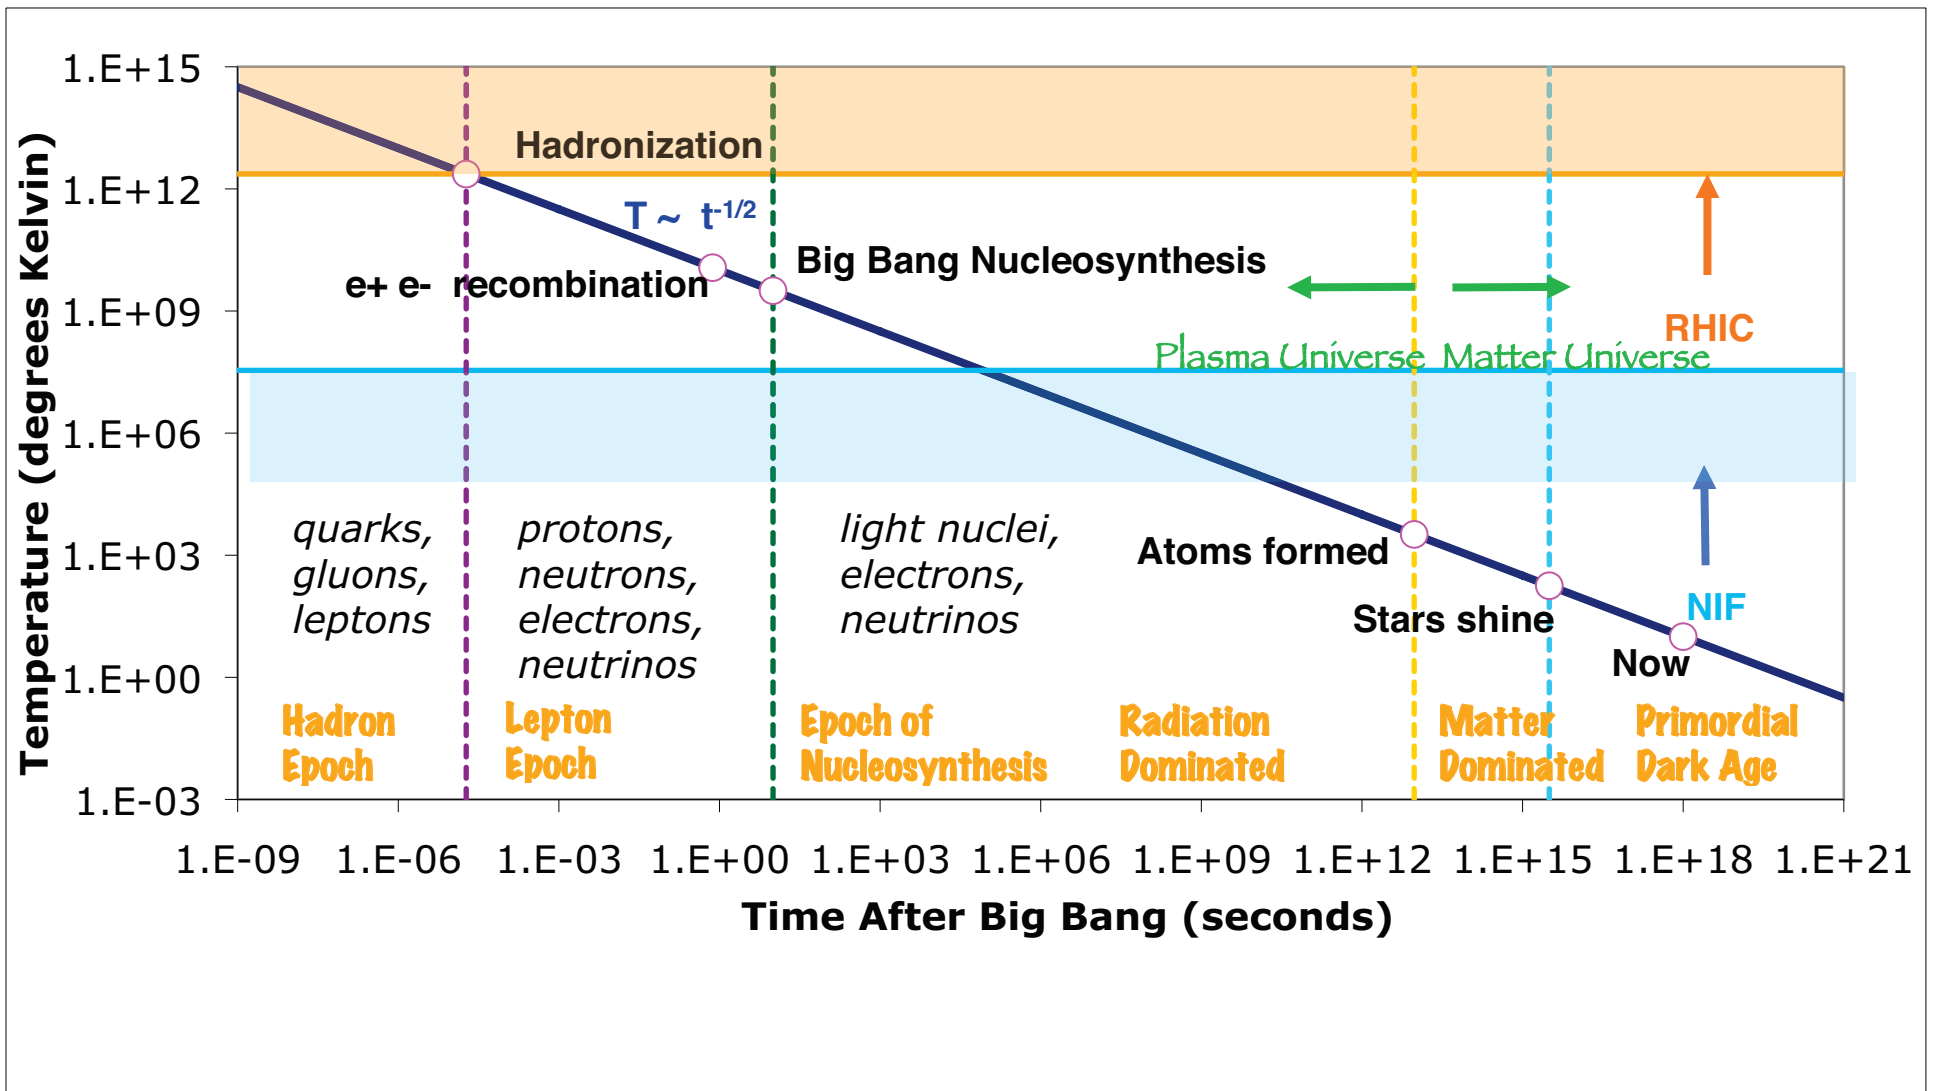 1.E+15
1.E+12
1.E+09
1.E+06
1.E+03
1.E+00
1.E-03
Temperature (degrees Kelvin)
Hadronization
T ~ t-1/2
e+ e- recombination
Big Bang Nucleosynthesis
RHIC
Plasma Universe Matter Universe
quarks,
gluons,
leptons
protons,
neutrons,
electrons,
neutrinos
light nuclei,
electrons,
neutrinos
Atoms formed
Stars shine
NIF
Now
Hadron
Epoch
Lepton
Epoch
Epoch of
Nucleosynthesis
Radiation
Dominated
Matter
Dominated
Primordial
Dark Age
1.E-09 1.E-06 1.E-03 1.E+00 1.E+03 1.E+06 1.E+09 1.E+12 1.E+15 1.E+18 1.E+21
Time After Big Bang (seconds)